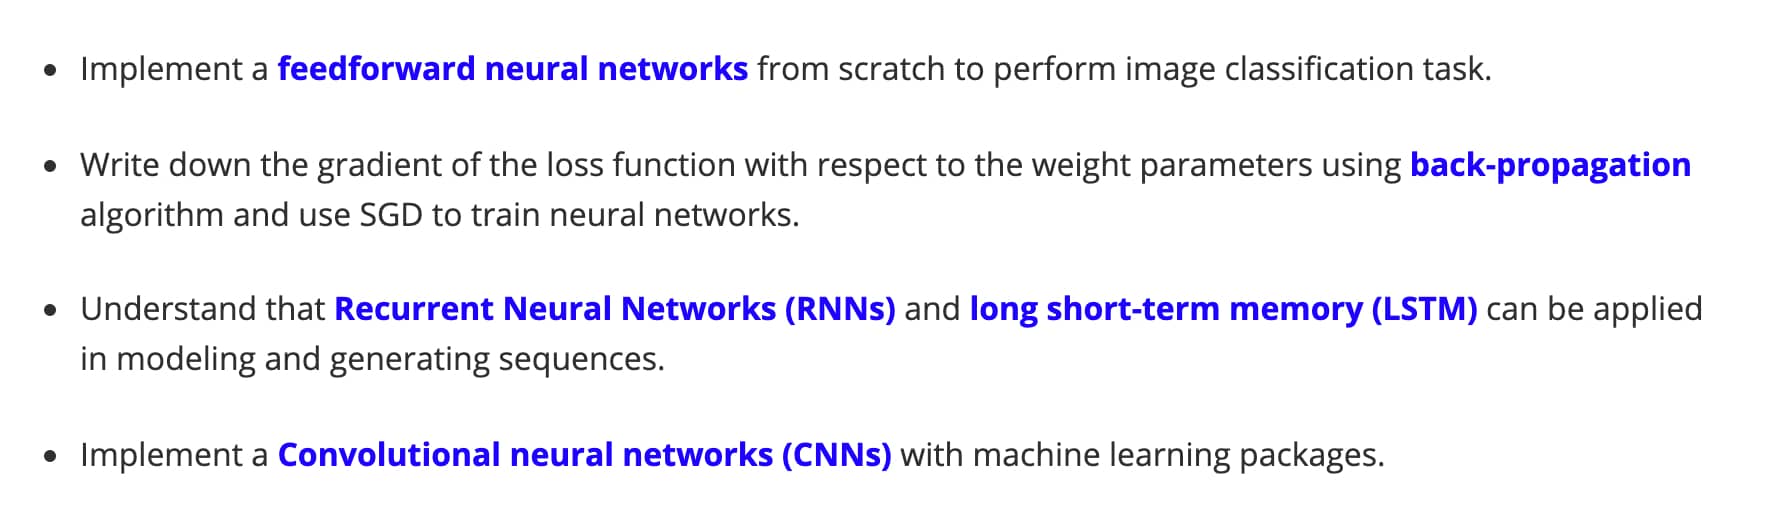 • Implement a feedforward neural networks from scratch to perform image classification task.
• Write down the gradient of the loss function with respect to the weight parameters using back-propagation
algorithm and use SGD to train neural networks.
• Understand that Recurrent Neural Networks (RNNs) and long short-term memory (LSTM) can be applied
in modeling and generating sequences.
• Implement a Convolutional neural networks (CNNs) with machine learning packages.